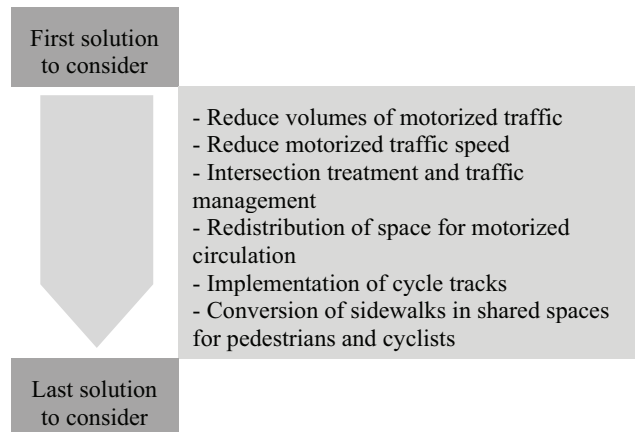 First solution
to consider
- Reduce volumes of motorized traffic
- Reduce motorized traffic speed
- Intersection treatment and traffic
management
- Redistribution of space for motorized
circulation
- Implementation of cycle tracks
- Conversion of sidewalks in shared spaces
for pedestrians and cyclists
Last solution
to consider